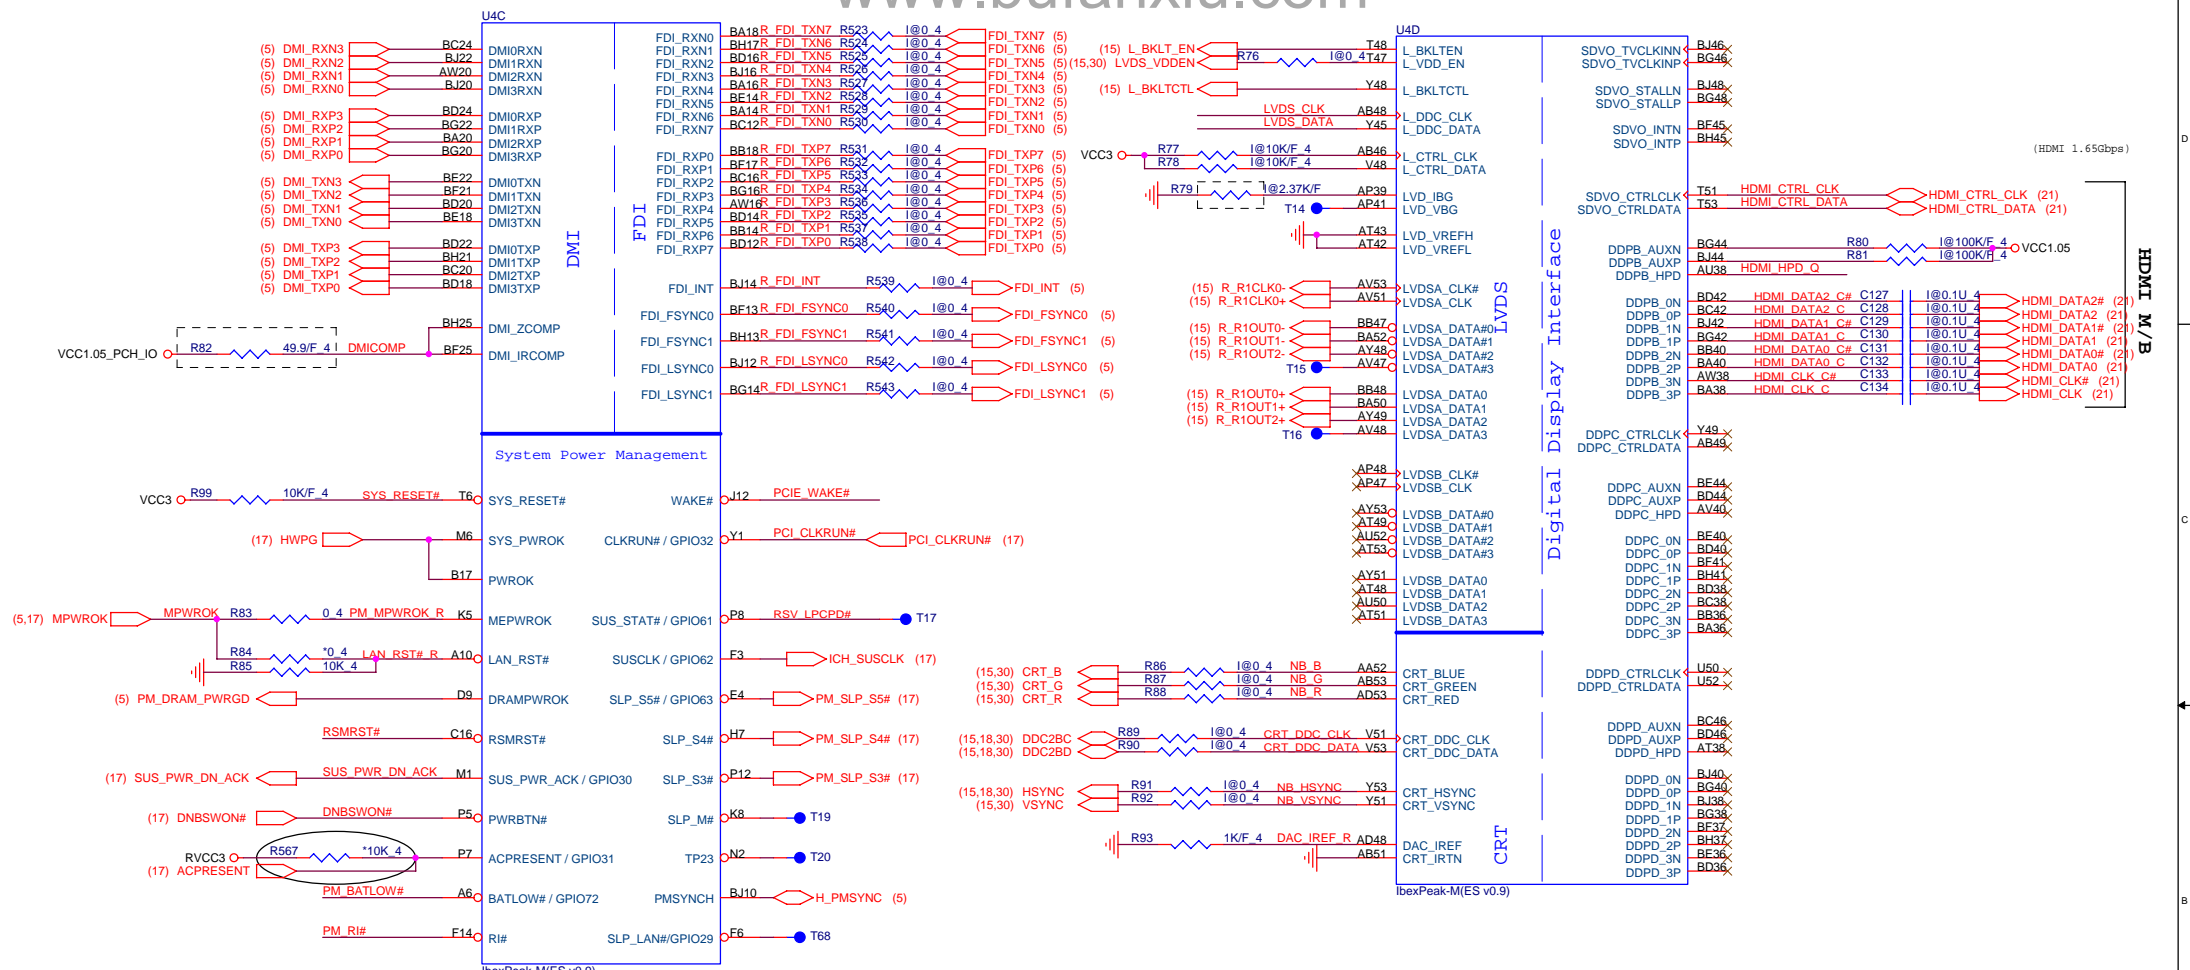 www.bufanxiu.com
U4C
(5) DMI_RXN3 BC24 DMI0RXN
(5) DMI_RXN2 BJ22 DMI1RXN
(5) DMI_RXN1 AW20 DMI2RXN
(5) DMI_RXN0 BJ20 DMI3RXN
(5) DMI_RXP3 BD24 DMI0RXP
(5) DMI_RXP2 BG22 DMI1RXP
(5) DMI_RXP1 BA20 DMI2RXP
(5) DMI_RXP0 BG20 DMI3RXP
(5) DMI_TXN3 BE22 DMI0TXN
(5) DMI_TXN2 BF21 DMI1TXN
(5) DMI_TXN1 BD20 DMI2TXN
(5) DMI_TXN0 BE18 DMI3TXN
(5) DMI_TXP3 BD22 DMI0TXP
(5) DMI_TXP2 BH21 DMI1TXP
(5) DMI_TXP1 BC20 DMI2TXP
(5) DMI_TXP0 BD18 DMI3TXP
BH25 DMI_ZCOMP
VCC1.05_PCH_IO R82 49.9/F_4 DMICOMP BF25 DMI_IRCOMP
DMI
FDI
FDI_RXN0 BA18 R_FDI_TXN7 R523 I@0_4 FDI_TXN7 (5)
FDI_RXN1 BH17 R_FDI_TXN6 R524 I@0_4 FDI_TXN6 (5)
FDI_RXN2 BD16 R_FDI_TXN5 R525 I@0_4 FDI_TXN5 (5)
FDI_RXN3 BJ16 R_FDI_TXN4 R526 I@0_4 FDI_TXN4 (5)
FDI_RXN4 BA16 R_FDI_TXN3 R527 I@0_4 FDI_TXN3 (5)
FDI_RXN5 BE14 R_FDI_TXN2 R528 I@0_4 FDI_TXN2 (5)
FDI_RXN6 BA14 R_FDI_TXN1 R529 I@0_4 FDI_TXN1 (5)
FDI_RXN7 BC12 R_FDI_TXN0 R530 I@0_4 FDI_TXN0 (5)
FDI_RXP0 BB18 R_FDI_TXP7 R531 I@0_4 FDI_TXP7 (5)
FDI_RXP1 BF17 R_FDI_TXP6 R532 I@0_4 FDI_TXP6 (5)
FDI_RXP2 BC16 R_FDI_TXP5 R533 I@0_4 FDI_TXP5 (5)
FDI_RXP3 BG16 R_FDI_TXP4 R534 I@0_4 FDI_TXP4 (5)
FDI_RXP4 AW16 R_FDI_TXP3 R536 I@0_4 FDI_TXP3 (5)
FDI_RXP5 BD14 R_FDI_TXP2 R535 I@0_4 FDI_TXP2 (5)
FDI_RXP6 BB14 R_FDI_TXP1 R537 I@0_4 FDI_TXP1 (5)
FDI_RXP7 BD12 R_FDI_TXP0 R538 I@0_4 FDI_TXP0 (5)
FDI_INT BJ14 R_FDI_INT R539 I@0_4 FDI_INT (5)
FDI_FSYNC0 BF13 R_FDI_FSYNC0 R540 I@0_4 FDI_FSYNC0 (5)
FDI_FSYNC1 BH13 R_FDI_FSYNC1 R541 I@0_4 FDI_FSYNC1 (5)
FDI_LSYNC0 BJ12 R_FDI_LSYNC0 R542 I@0_4 FDI_LSYNC0 (5)
FDI_LSYNC1 BG14 R_FDI_LSYNC1 R543 I@0_4 FDI_LSYNC1 (5)
System Power Management
VCC3 R99 10K/F_4 SYS_RESET# T6 SYS_RESET#
(17) HWPG M6 SYS_PWROK
B17 PWROK
(5,17) MPWROK MPWROK R83 0_4 PM_MPWROK_R K5 MEPWROK
R84 *0_4 LAN_RST#_R A10 LAN_RST#
R85 10K_4
(5) PM_DRAM_PWRGD D9 DRAMPWROK
RSMRST# C16 RSMRST#
(17) SUS_PWR_DN_ACK SUS_PWR_DN_ACK M1 SUS_PWR_ACK / GPIO30
(17) DNBSWON# DNBSWON# P5 PWRBTN#
RVCC3 R567 *10K_4 P7 ACPRESENT / GPIO31
(17) ACPRESENT
PM_BATLOW# A6 BATLOW# / GPIO72
PM_RI# F14 RI#
WAKE# J12 PCIE_WAKE#
CLKRUN# / GPIO32 Y1 PCI_CLKRUN# PCI_CLKRUN# (17)
SUS_STAT# / GPIO61 P8 RSV_LPCPD# T17
SUSCLK / GPIO62 F3 ICH_SUSCLK (17)
SLP_S5# / GPIO63 E4 PM_SLP_S5# (17)
SLP_S4# H7 PM_SLP_S4# (17)
SLP_S3# P12 PM_SLP_S3# (17)
SLP_M# K8 T19
TP23 N2 T20
PMSYNCH BJ10 H_PMSYNC (5)
SLP_LAN#/GPIO29 F6 T68
IbexPeak-M(ES v0.9)
U4D
(15) L_BKLT_EN T48 L_BKLTEN
(15,30) LVDS_VDDEN R76 I@0_4 T47 L_VDD_EN
(15) L_BKLTCTL Y48 L_BKLTCTL
LVDS_CLK AB48 L_DDC_CLK
LVDS_DATA Y45 L_DDC_DATA
VCC3 R77 I@10K/F_4 AB46 L_CTRL_CLK
R78 I@10K/F_4 V48 L_CTRL_DATA
R79 I@2.37K/F AP39 LVD_IBG
T14 AP41 LVD_VBG
AT43 LVD_VREFH
AT42 LVD_VREFL
(15) R_R1CLK0- AV53 LVDSA_CLK#
(15) R_R1CLK0+ AV51 LVDSA_CLK
(15) R_R1OUT0- BB47 LVDSA_DATA#0
(15) R_R1OUT1- BA52 LVDSA_DATA#1
(15) R_R1OUT2- AY48 LVDSA_DATA#2
T15 AV47 LVDSA_DATA#3
(15) R_R1OUT0+ BB48 LVDSA_DATA0
(15) R_R1OUT1+ BA50 LVDSA_DATA1
(15) R_R1OUT2+ AY49 LVDSA_DATA2
T16 AV48 LVDSA_DATA3
AP48 LVDSB_CLK#
AP47 LVDSB_CLK
AY53 LVDSB_DATA#0
AT49 LVDSB_DATA#1
AU52 LVDSB_DATA#2
AT53 LVDSB_DATA#3
AY51 LVDSB_DATA0
AT48 LVDSB_DATA1
AU50 LVDSB_DATA2
AT51 LVDSB_DATA3
LVDS
Digital Display Interface
(15,30) CRT_B R86 I@0_4 NB_B AA52 CRT_BLUE
(15,30) CRT_G R87 I@0_4 NB_G AB53 CRT_GREEN
(15,30) CRT_R R88 I@0_4 NB_R AD53 CRT_RED
(15,18,30) DDC2BC R89 I@0_4 CRT_DDC_CLK V51 CRT_DDC_CLK
(15,18,30) DDC2BD R90 I@0_4 CRT_DDC_DATA V53 CRT_DDC_DATA
(15,18,30) HSYNC R91 I@0_4 NB_HSYNC Y53 CRT_HSYNC
(15,30) VSYNC R92 I@0_4 NB_VSYNC Y51 CRT_VSYNC
R93 1K/F_4 DAC_IREF_R AD48 DAC_IREF
AB51 CRT_IRTN
CRT
IbexPeak-M(ES v0.9)
SDVO_TVCLKINN BJ46
SDVO_TVCLKINP BG46
SDVO_STALLN BJ48
SDVO_STALLP BG48
SDVO_INTN BF45
SDVO_INTP BH45
(HDMI 1.65Gbps)
SDVO_CTRLCLK T51 HDMI_CTRL_CLK HDMI_CTRL_CLK (21)
SDVO_CTRLDATA T53 HDMI_CTRL_DATA HDMI_CTRL_DATA (21)
DDPB_AUXN BG44 R80 I@100K/F_4 VCC1.05
DDPB_AUXP BJ44 R81 I@100K/F_4
DDPB_HPD AU38 HDMI_HPD_Q
DDPB_0N BD42 HDMI_DATA2_C# C127 I@0.1U_4 HDMI_DATA2# (21)
DDPB_0P BC42 HDMI_DATA2_C C128 I@0.1U_4 HDMI_DATA2 (21)
DDPB_1N BJ42 HDMI_DATA1_C# C129 I@0.1U_4 HDMI_DATA1# (21)
DDPB_1P BG42 HDMI_DATA1_C C130 I@0.1U_4 HDMI_DATA1 (21)
DDPB_2N BB40 HDMI_DATA0_C# C131 I@0.1U_4 HDMI_DATA0# (21)
DDPB_2P BA40 HDMI_DATA0_C C132 I@0.1U_4 HDMI_DATA0 (21)
DDPB_3N AW38 HDMI_CLK_C# C133 I@0.1U_4 HDMI_CLK# (21)
DDPB_3P BA38 HDMI_CLK_C C134 I@0.1U_4 HDMI_CLK (21)
HDMI M/B
DDPC_CTRLCLK Y49
DDPC_CTRLDATA AB49
DDPC_AUXN BE44
DDPC_AUXP BD44
DDPC_HPD AV40
DDPC_0N BE40
DDPC_0P BD40
DDPC_1N BF41
DDPC_1P BH41
DDPC_2N BD38
DDPC_2P BC38
DDPC_3N BB36
DDPC_3P BA36
DDPD_CTRLCLK U50
DDPD_CTRLDATA U52
DDPD_AUXN BC46
DDPD_AUXP BD46
DDPD_HPD AT38
DDPD_0N BJ40
DDPD_0P BG40
DDPD_1N BJ38
DDPD_1P BG38
DDPD_2N BF37
DDPD_2P BH37
DDPD_3N BE36
DDPD_3P BD36
D
C
B